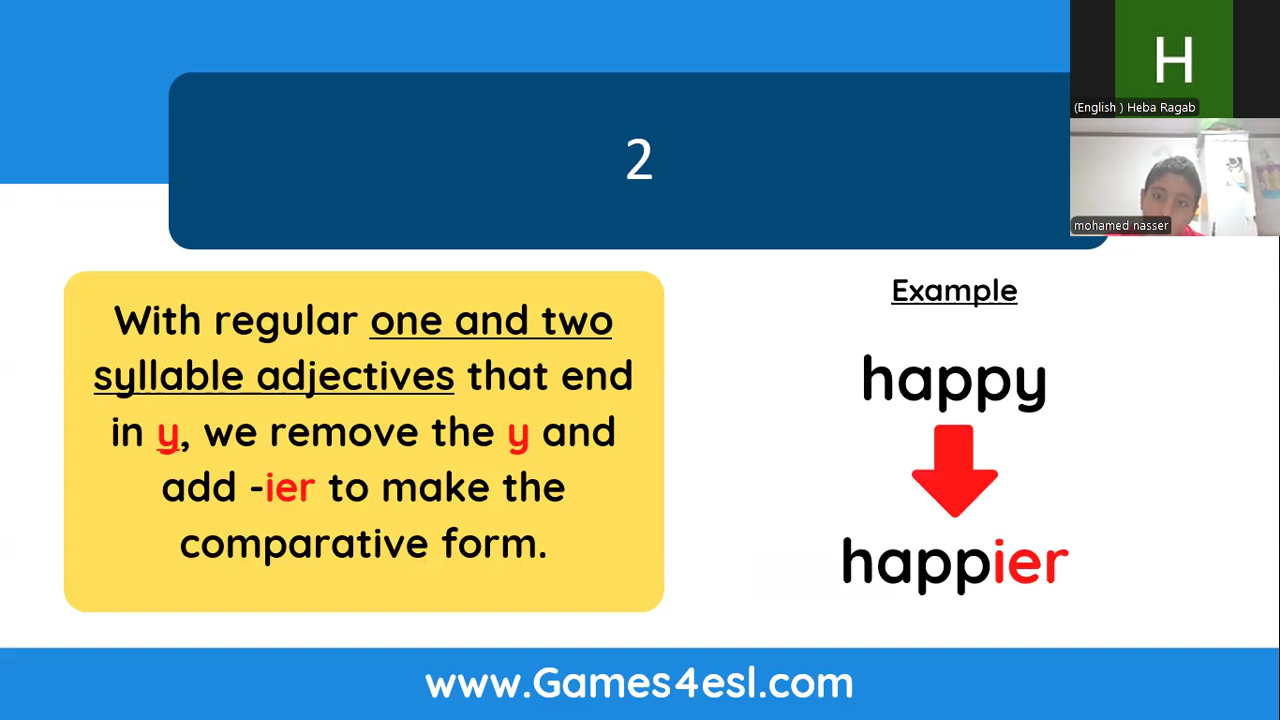 2
H
(English ) Heba Ragab
mohamed nasser
With regular one and two
syllable adjectives that end
in y, we remove the y and
add -ier to make the
comparative form.
Example
happy
happier
www.Games4esl.com